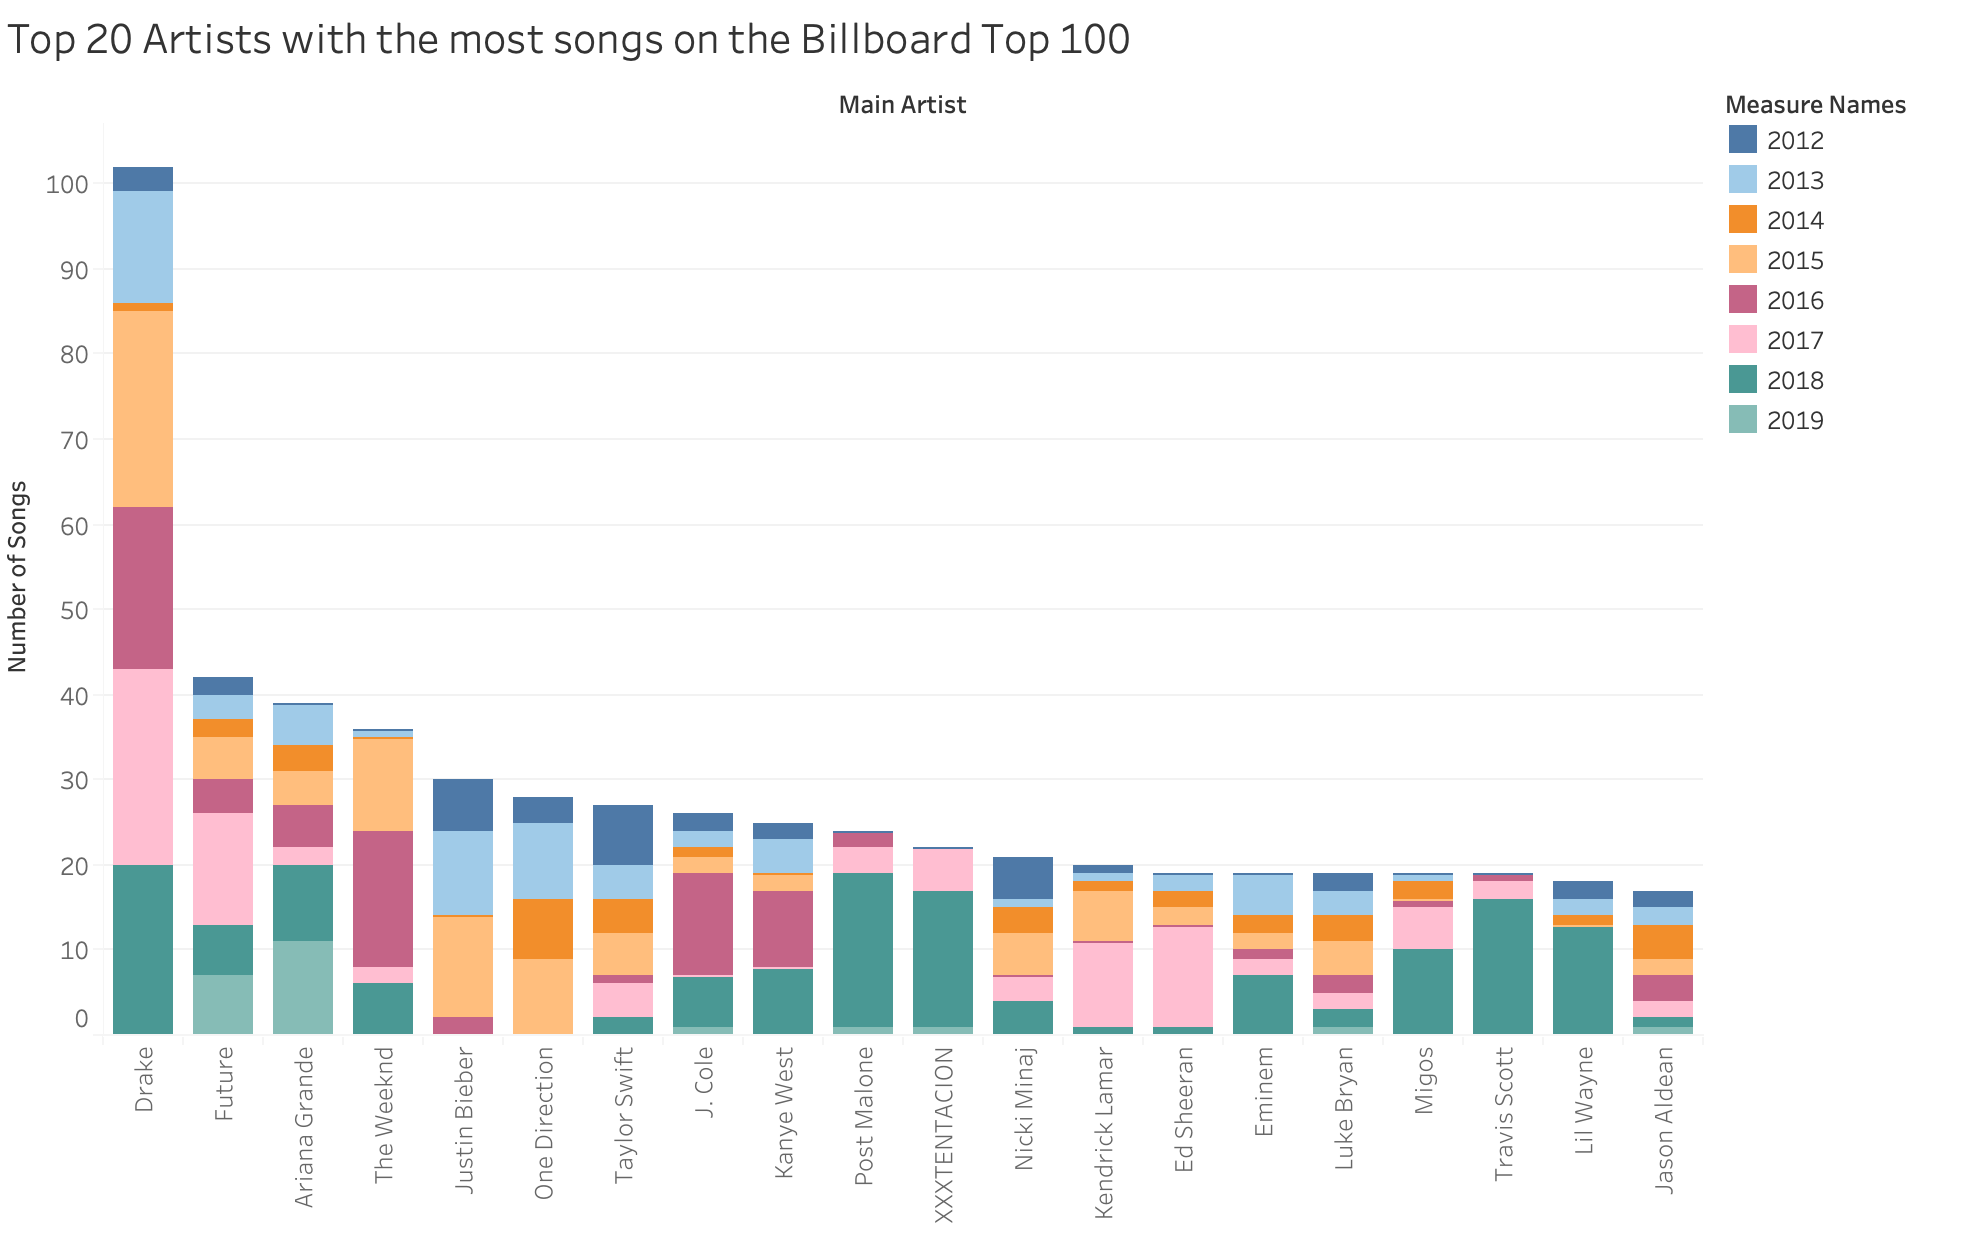 Top 20 Artists with the most songs on the Billboard Top 100
Main Artist
Measure Names
2012
2013
2014
2015
2016
2017
2018
2019
Number of Songs
100
90
80
70
60
50
40
30
20
10
0
Drake
Future
Ariana Grande
The Weeknd
Justin Bieber
One Direction
Taylor Swift
J. Cole
Kanye West
Post Malone
XXXTENTACION
Nicki Minaj
Kendrick Lamar
Ed Sheeran
Eminem
Luke Bryan
Migos
Travis Scott
Lil Wayne
Jason Aldean